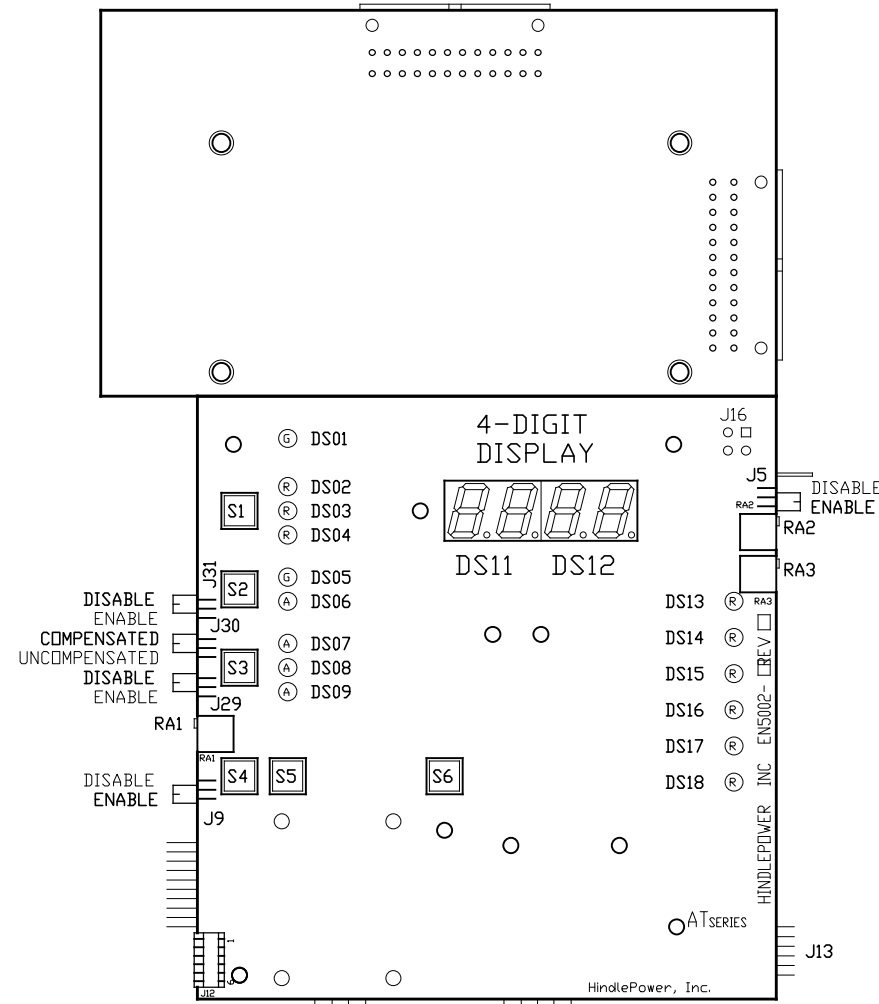 4-DIGIT
DISPLAY
J16
G DS01
R DS02
R DS03
R DS04
S1
J5
DISABLE
ENABLE
RA2
RA2
DS11 DS12
RA3
RA3
J31
S2
G DS05
A DS06
DISABLE
ENABLE
J30
COMPENSATED
UNCOMPENSATED
S3
A DS07
A DS08
A DS09
DISABLE
ENABLE
J29
RA1
RA1
DS13 R
DS14 R
DS15 R
DS16 R
DS17 R
DS18 R
HINDLEPOWER INC EN5002- REV
S4
S5
S6
DISABLE
ENABLE
J9
1
6
J12
ATSERIES
J13
HindlePower, Inc.